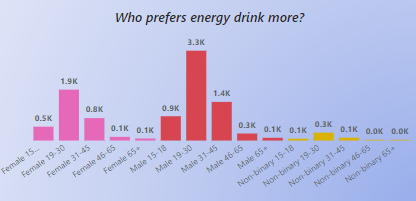 Who prefers energy drink more?
3.3K
1.9K
1.4K
0.9K
0.8K
0.5K
0.3K
0.3K
0.1K
0.1K
0.1K
0.1K
0.1K
0.0K
0.0K
Female 15...
Female 19-30
Female 31-45
Female 46-65
Female 65+
Male 15-18
Male 19-30
Male 31-45
Male 46-65
Male 65+
Non-binary 15-18
Non-binary 19-30
Non-binary 31-45
Non-binary 46-65
Non-binary 65+